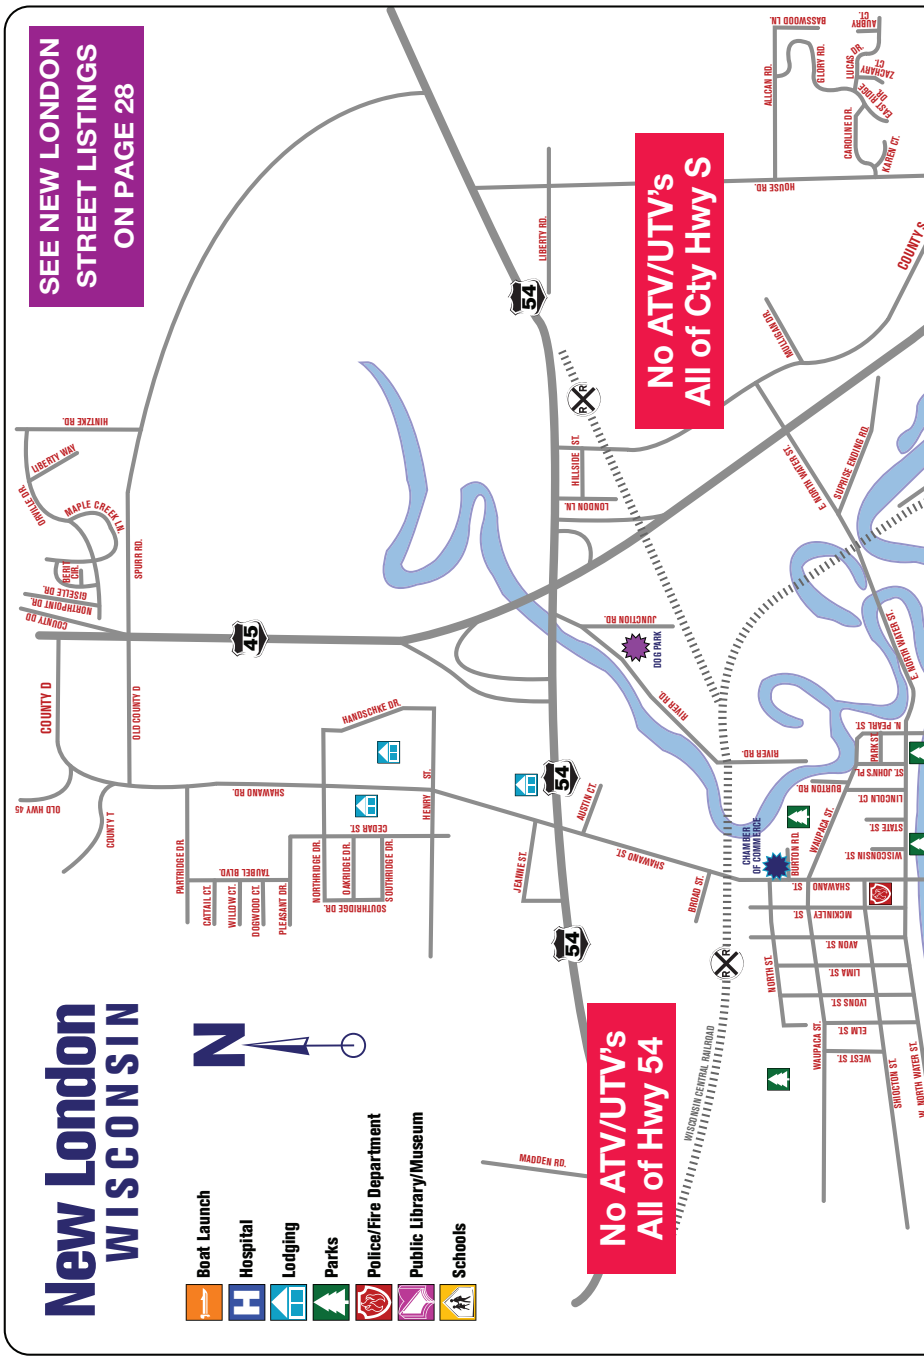 New London
WISCONSIN
SEE NEW LONDON
STREET LISTINGS
ON PAGE 28
N
Boat Launch
H
Hospital
Lodging
Parks
Police/Fire Department
Public Library/Museum
Schools
No ATV/UTV's
All of Hwy 54
No ATV/UTV's
All of Cty Hwy S
OLD HWY 45
COUNTY D
COUNTY T
COUNTY DD
NORTHPOINT DR.
GISELLE DR.
BERIT
CIR.
MAPLE CREEK LN.
ORVILLE DR.
LIBERTY WAY
HINTZKE RD.
OLD COUNTY D
SPURR RD.
45
PARTRIDGE DR.
CATTAIL CT.
WILLOW CT.
DOGWOOD CT.
PLEASANT DR.
TAUBEL BLVD.
SHAWANO RD.
NORTHRIDGE DR.
OAKRIDGE DR.
SOUTHRIDGE DR.
SOUTHRIDGE DR.
CEDAR ST.
HANDSCHKE DR.
HENRY ST.
MADDEN RD.
54
54
54
JEANNE ST.
AUSTIN CT.
SHAWANO ST.
BROAD ST.
LIBERTY RD.
HILLSIDE ST.
LONDON LN.
R R
JUNCTION RD.
DOG PARK
RIVER RD.
RIVER RD.
WISCONSIN CENTRAL RAILROAD
R R
CHAMBER
OF COMMERCE
BURTON RD.
BURTON RD.
WAUPACA ST.
NORTH ST.
SHAWANO ST.
MCKINLEY ST.
AVON ST.
LIMA ST.
LYONS ST.
ELM ST.
WEST ST.
WAUPACA ST.
SHIOCTON ST.
W. NORTH WATER ST.
WISCONSIN ST.
STATE ST.
LINCOLN CT.
ST. JOHN'S PL
PARK ST.
N. PEARL ST.
E. NORTH WATER ST.
E NORTH WATER ST.
SUPRISE ENDING RD.
MULLIGAN DR.
COUNTY S
HOUSE RD.
ALLCAN RD.
BASSWOOD LN.
GLORY RD.
LUCAS DR.
AUBRY
CT.
ZACHARY
CT.
EAST RIDGE
DR.
CAROLINE DR.
KAREN CT.